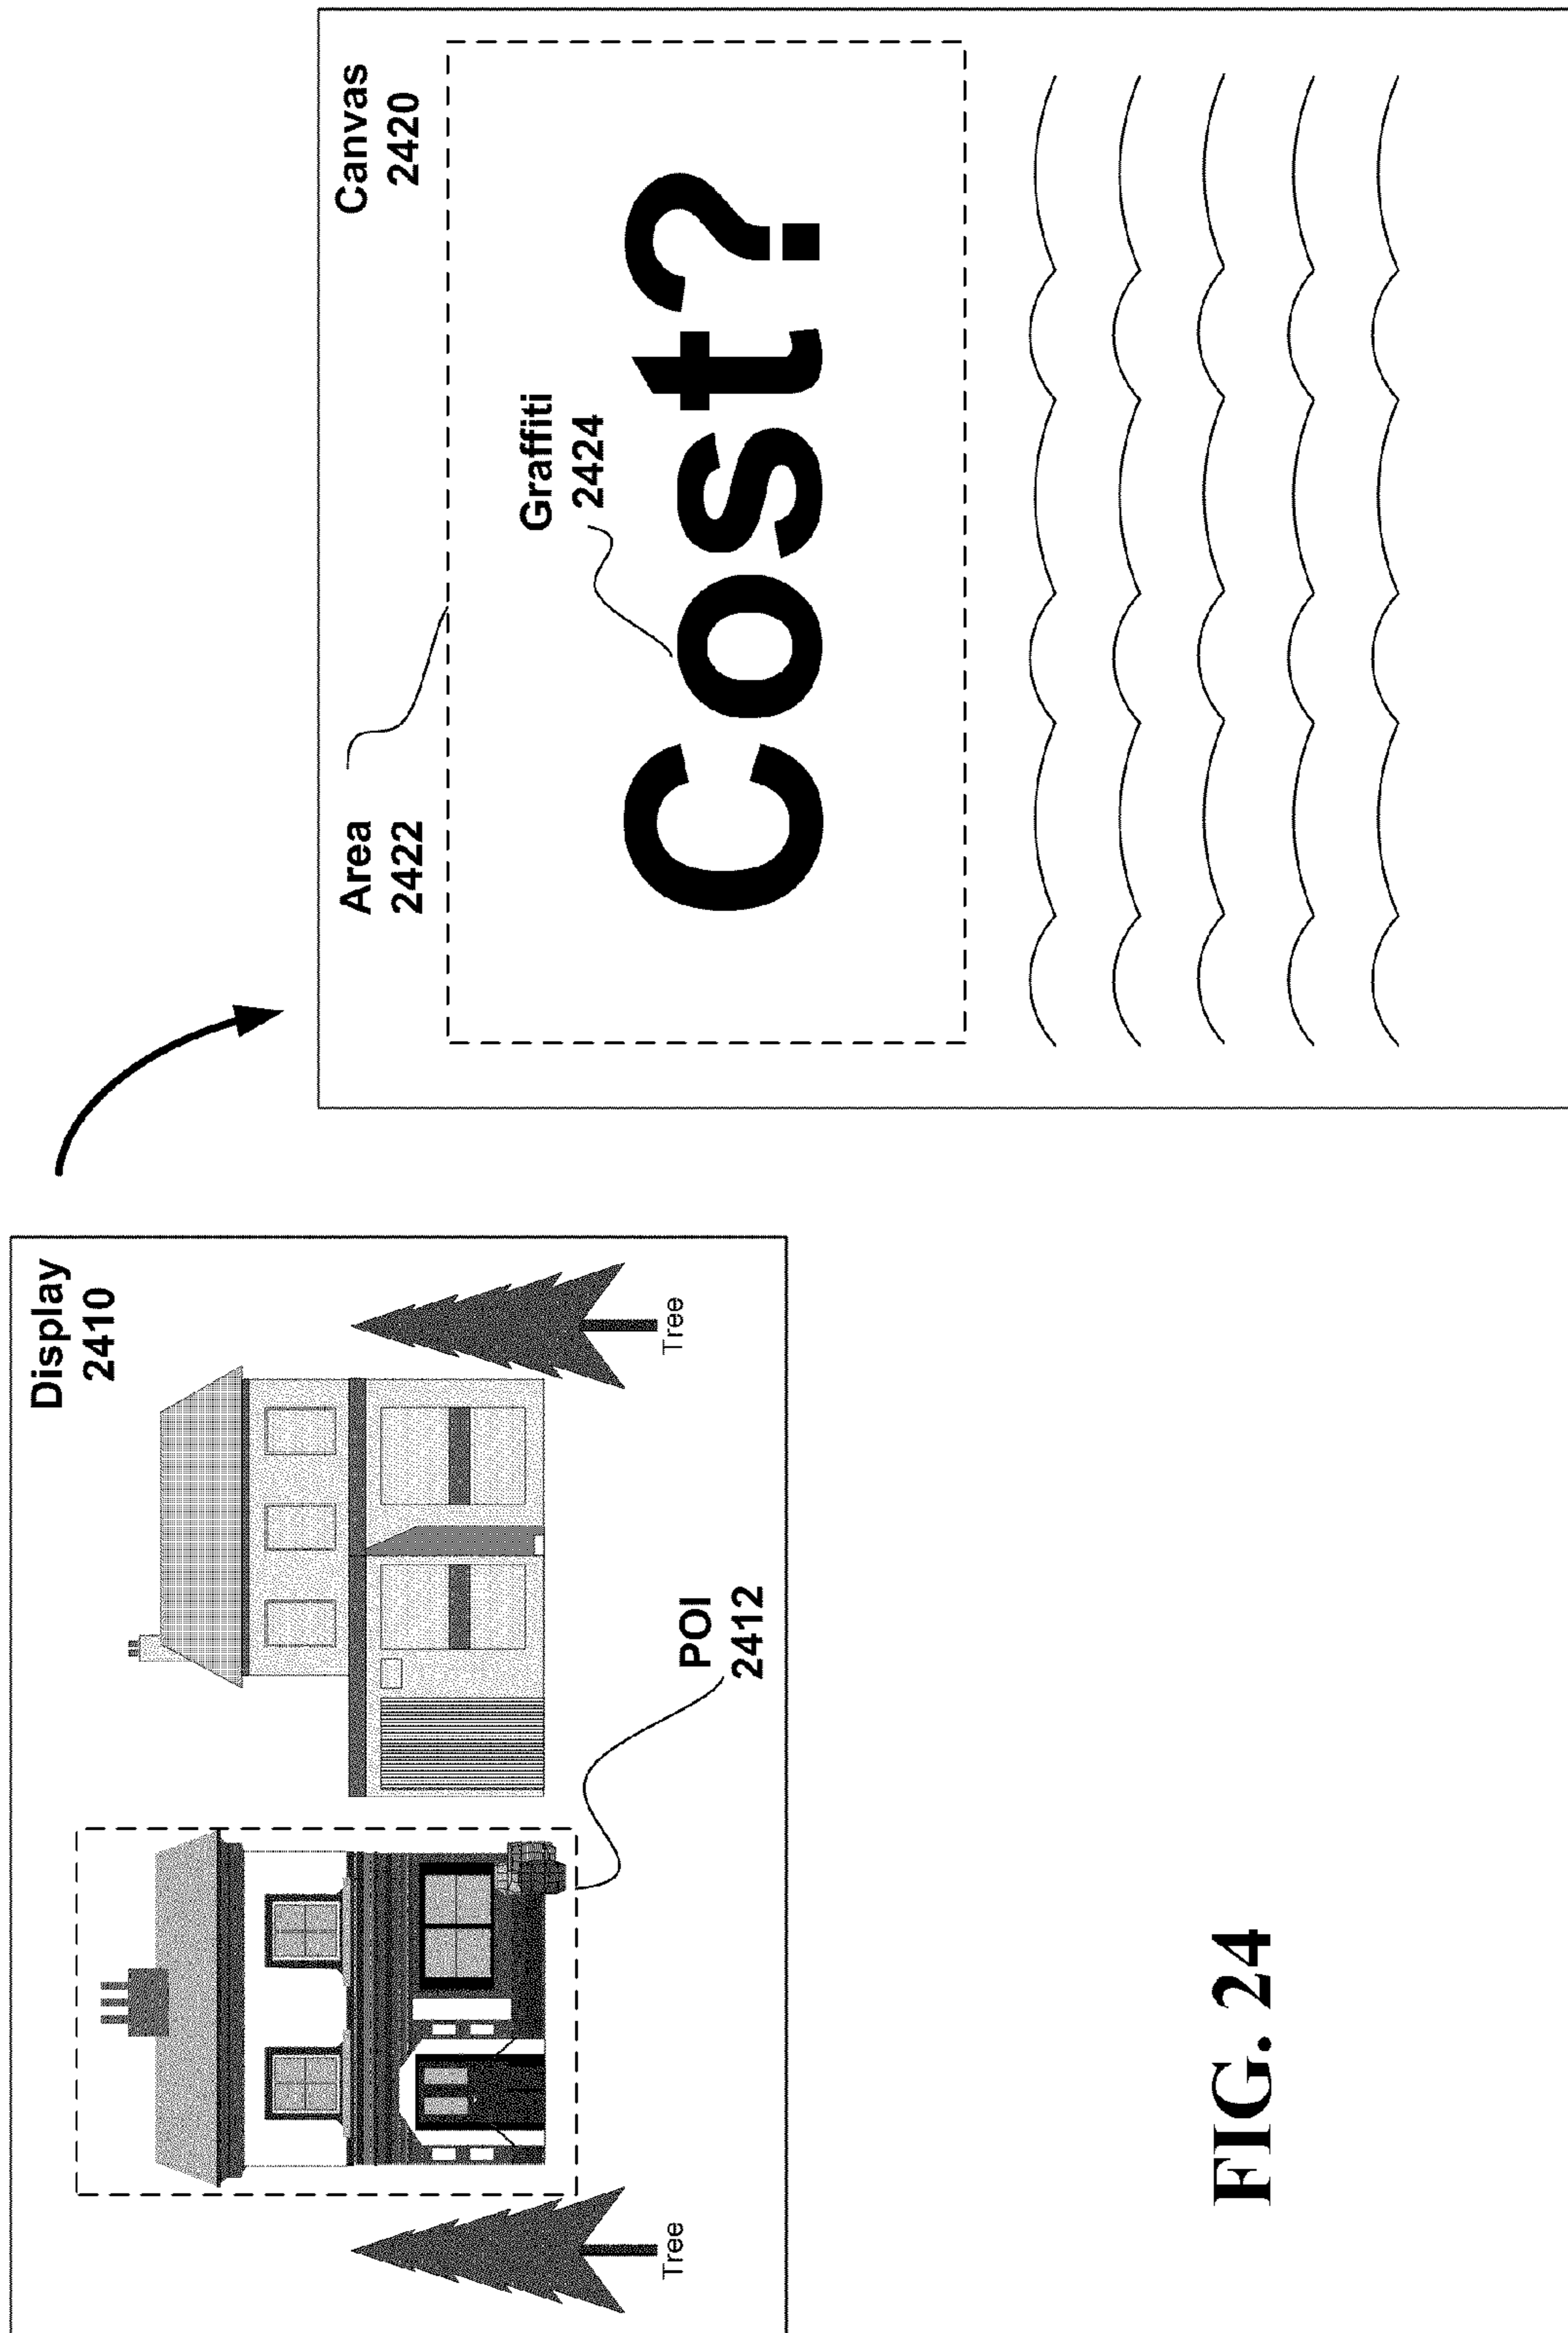 Display
2410
Tree
Tree
POI
2412
Canvas
2420
Area
2422
Graffiti
2424
Cost?
FIG. 24